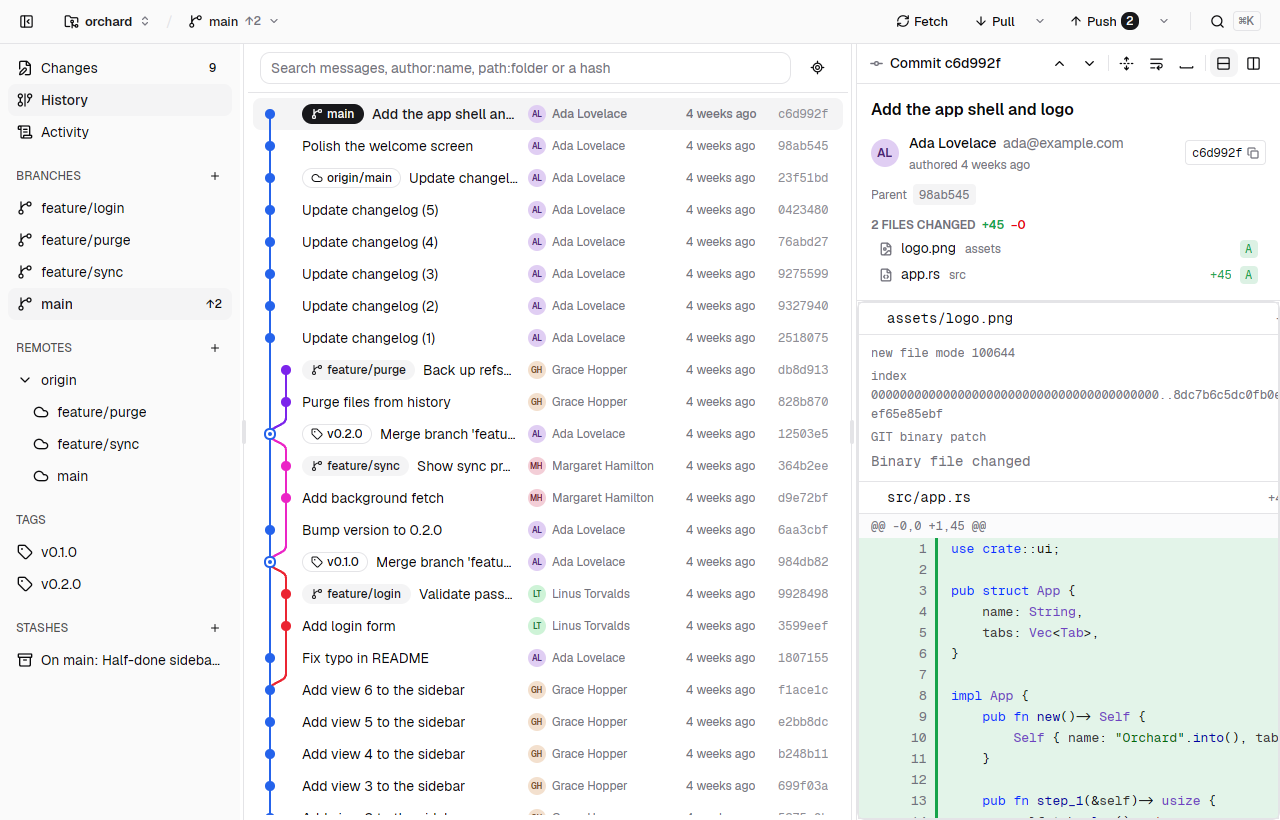 orchard / main ↑2 Fetch Pull Push 2 ⌘K
Changes 9
History
Activity
BRANCHES +
feature/login
feature/purge
feature/sync
main ↑2
REMOTES +
origin
feature/purge
feature/sync
main
TAGS
v0.1.0
v0.2.0
STASHES +
On main: Half-done sideba...
Search messages, author:name, path:folder or a hash
main Add the app shell an... AL Ada Lovelace 4 weeks ago c6d992f
Polish the welcome screen AL Ada Lovelace 4 weeks ago 98ab545
origin/main Update changel... AL Ada Lovelace 4 weeks ago 23f51bd
Update changelog (5) AL Ada Lovelace 4 weeks ago 0423480
Update changelog (4) AL Ada Lovelace 4 weeks ago 76abd27
Update changelog (3) AL Ada Lovelace 4 weeks ago 9275599
Update changelog (2) AL Ada Lovelace 4 weeks ago 9327940
Update changelog (1) AL Ada Lovelace 4 weeks ago 2518075
feature/purge Back up refs... GH Grace Hopper 4 weeks ago db8d913
Purge files from history GH Grace Hopper 4 weeks ago 828b870
v0.2.0 Merge branch 'featu... AL Ada Lovelace 4 weeks ago 12503e5
feature/sync Show sync pr... MH Margaret Hamilton 4 weeks ago 364b2ee
Add background fetch MH Margaret Hamilton 4 weeks ago d9e72bf
Bump version to 0.2.0 AL Ada Lovelace 4 weeks ago 6aa3cbf
v0.1.0 Merge branch 'featu... AL Ada Lovelace 4 weeks ago 984db82
feature/login Validate pass... LT Linus Torvalds 4 weeks ago 9928498
Add login form LT Linus Torvalds 4 weeks ago 3599eef
Fix typo in README AL Ada Lovelace 4 weeks ago 1807155
Add view 6 to the sidebar GH Grace Hopper 4 weeks ago f1ace1c
Add view 5 to the sidebar GH Grace Hopper 4 weeks ago e2bb8dc
Add view 4 to the sidebar GH Grace Hopper 4 weeks ago b248b11
Add view 3 to the sidebar GH Grace Hopper 4 weeks ago 699f03a
Commit c6d992f
Add the app shell and logo
AL Ada Lovelace ada@example.com
authored 4 weeks ago
c6d992f
Parent 98ab545
2 FILES CHANGED +45 −0
logo.png assets A
app.rs src +45 A
assets/logo.png
new file mode 100644
index
0000000000000000000000000000000000000000..8dc7b6c5dc0fb0e
ef65e85ebf
GIT binary patch
Binary file changed
src/app.rs
@@ -0,0 +1,45 @@
1 use crate::ui;
2
3 pub struct App {
4 name: String,
5 tabs: Vec<Tab>,
6 }
7
8 impl App {
9 pub fn new()-> Self {
10 Self { name: "Orchard".into(), tab
11 }
12
13 pub fn step_1(&self)-> usize {